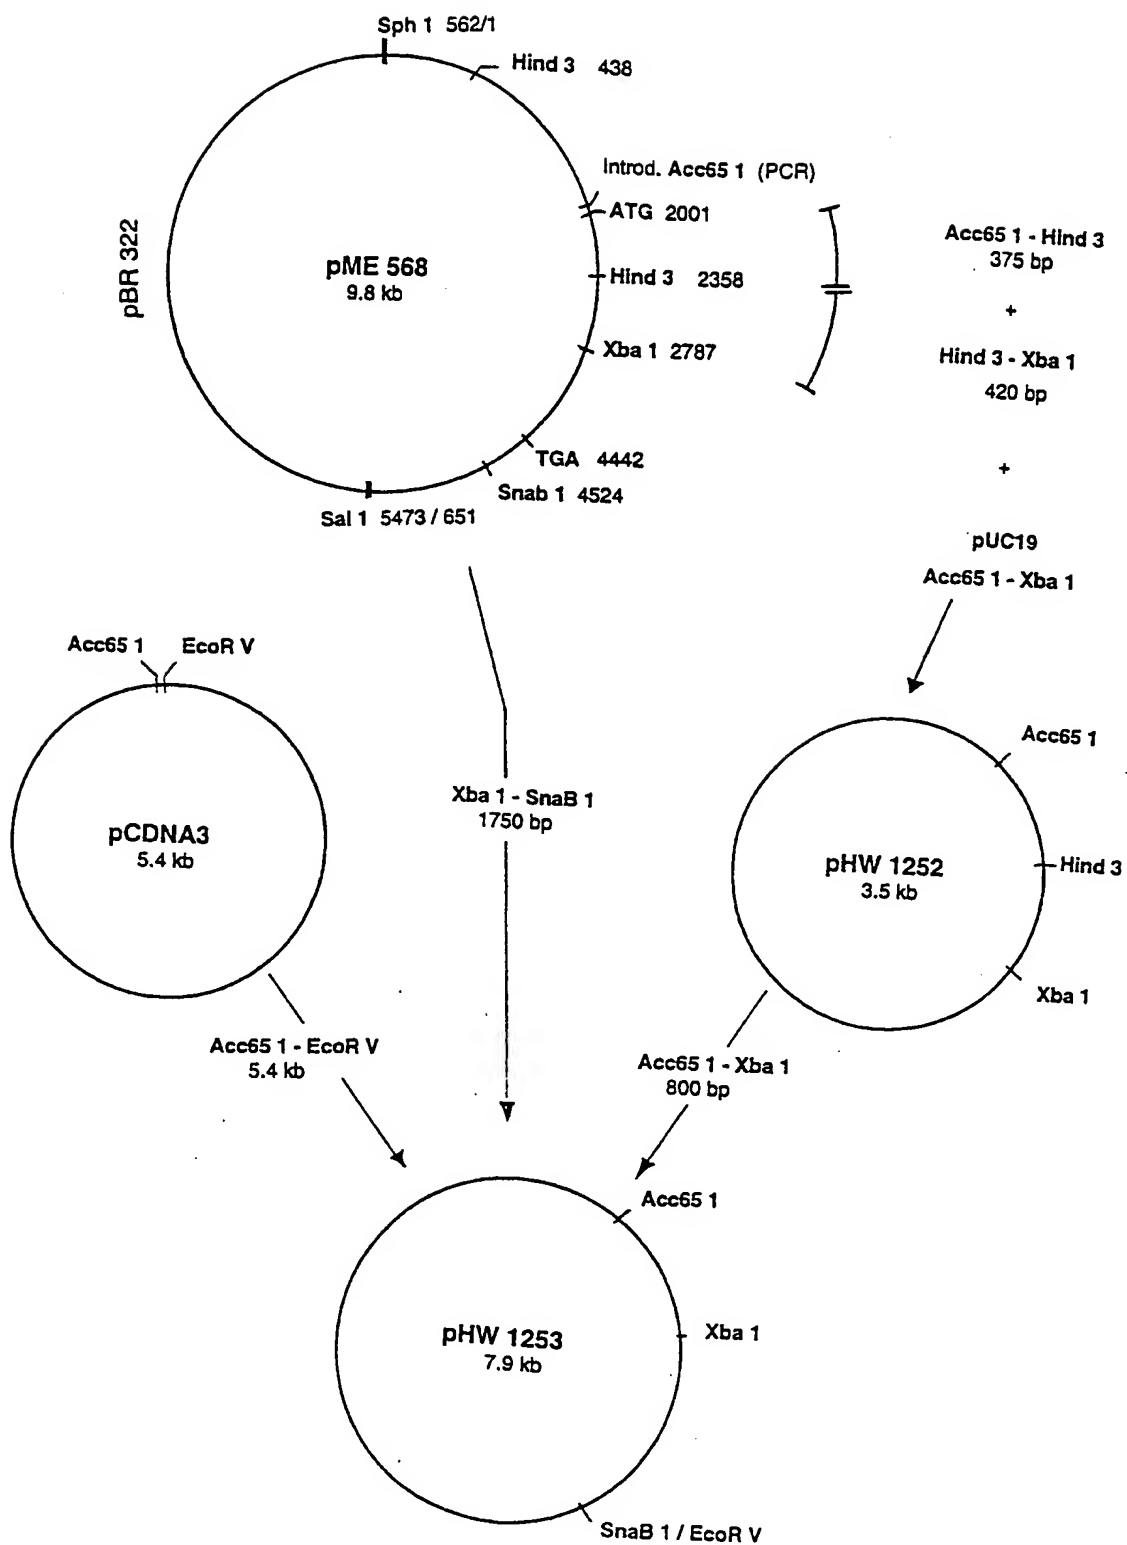 Sph 1 562/1
Hind 3 438
Introd. Acc65 1 (PCR)
ATG 2001
pBR 322
pME 568
9.8 kb
Hind 3 2358
Xba 1 2787
TGA 4442
Snab 1 4524
Sal 1 5473 / 651
Acc65 1 - Hind 3
375 bp
+
Hind 3 - Xba 1
420 bp
+
pUC19
Acc65 1 - Xba 1
Acc65 1
EcoR V
pCDNA3
5.4 kb
Xba 1 - SnaB 1
1750 bp
Acc65 1
Hind 3
pHW 1252
3.5 kb
Xba 1
Acc65 1 - EcoR V
5.4 kb
Acc65 1 - Xba 1
800 bp
Acc65 1
Xba 1
pHW 1253
7.9 kb
SnaB 1 / EcoR V